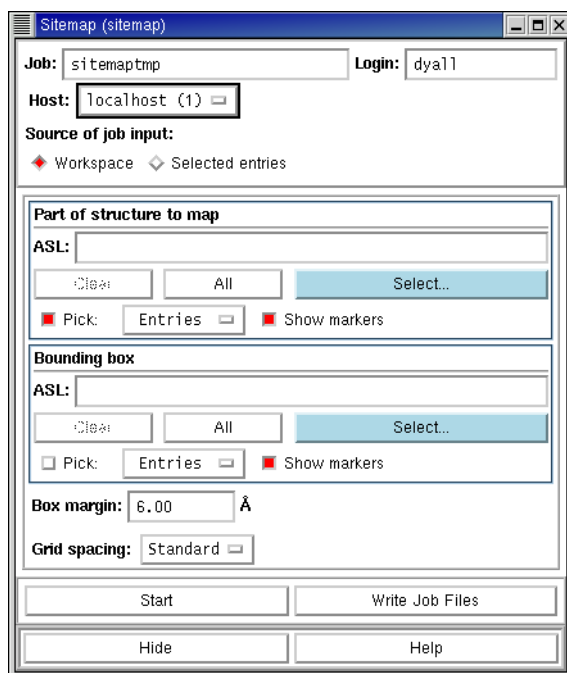 Sitemap (sitemap)
Job: sitemaptmp Login: dyall
Host: localhost (1)
Source of job input:
Workspace Selected entries
Part of structure to map
ASL:
Clear All Select...
Pick: Entries Show markers
Bounding box
ASL:
Clear All Select...
Pick: Entries Show markers
Box margin: 6.00 Å
Grid spacing: Standard
Start Write Job Files
Hide Help